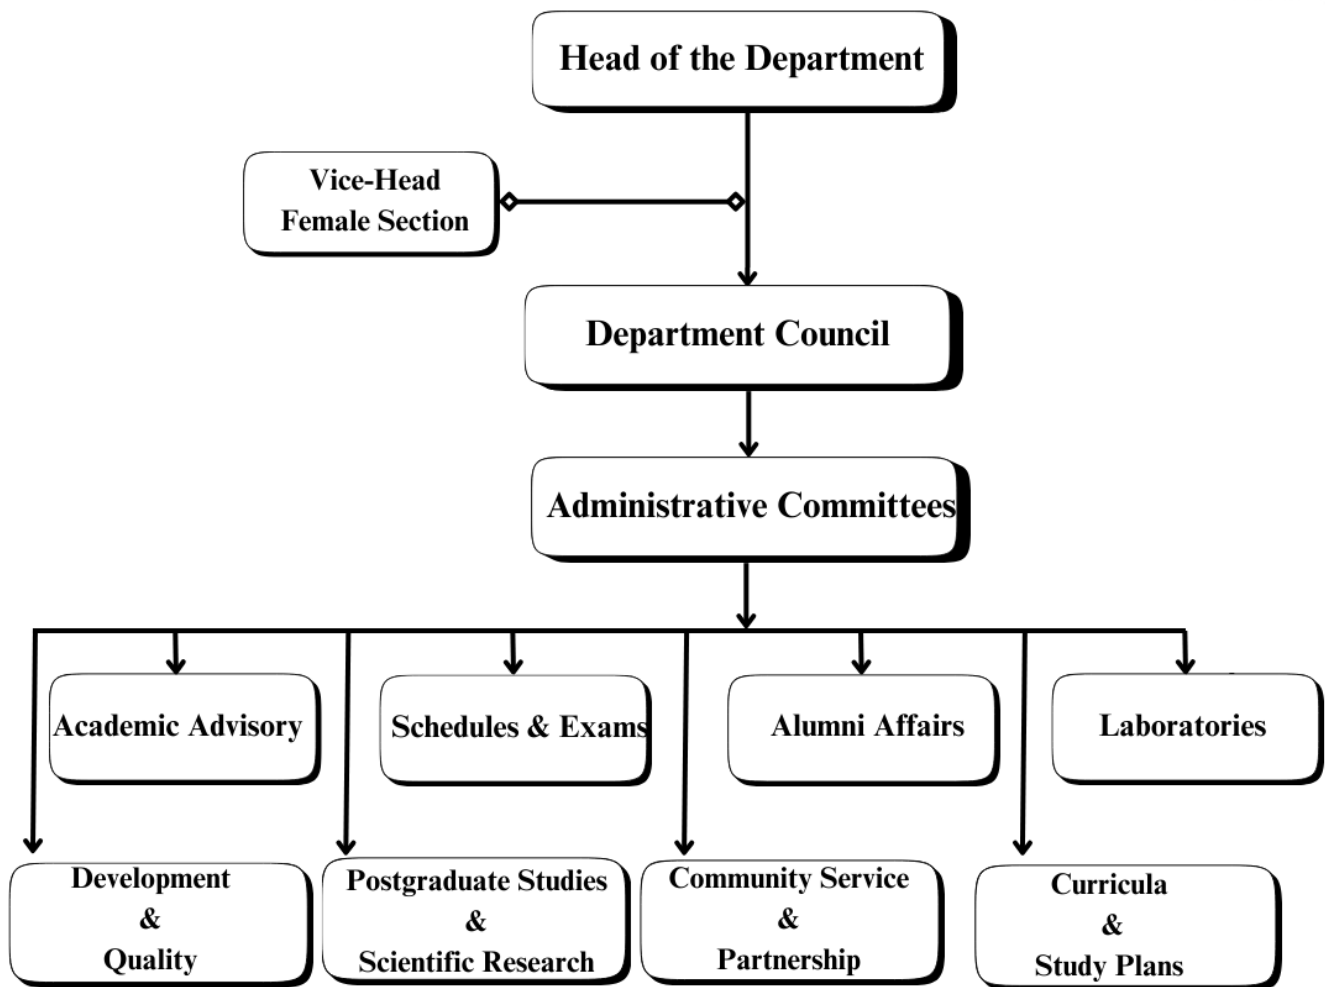 Head of the Department
Vice-Head
Female Section
Department Council
Administrative Committees
Academic Advisory
Schedules & Exams
Alumni Affairs
Laboratories
Development
&
Quality
Postgraduate Studies
&
Scientific Research
Community Service
&
Partnership
Curricula
&
Study Plans